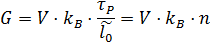 G = V · k_B · τ_P / l̃_0 = V · k_B · n